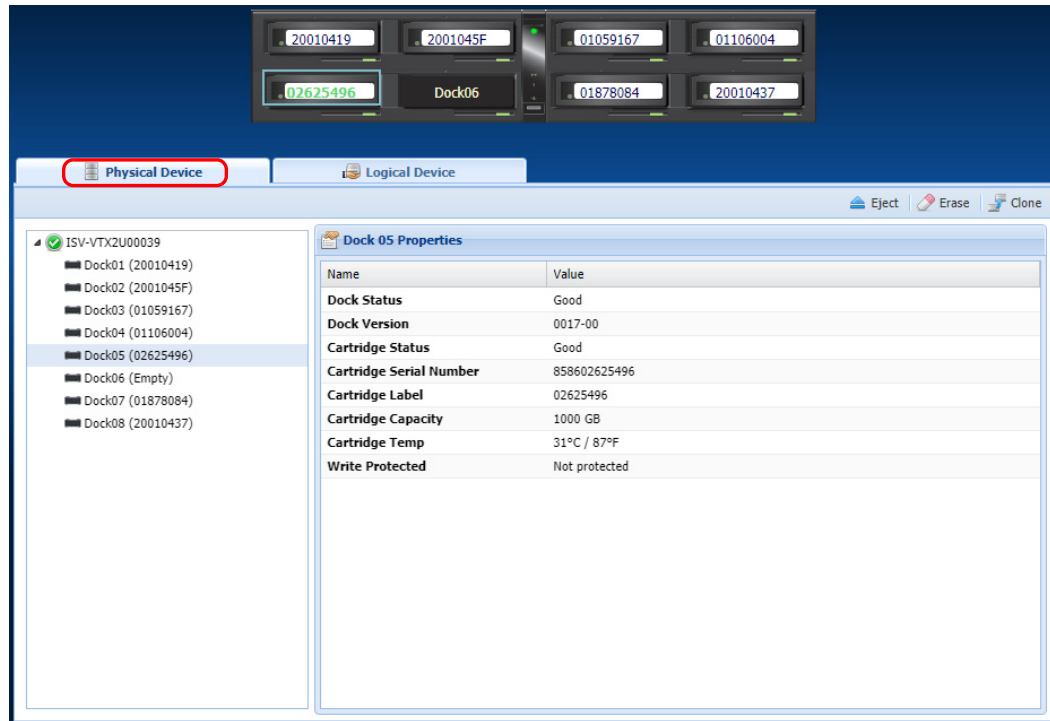 20010419 2001045F 01059167 01106004
02625496 Dock06 01878084 20010437
Physical Device Logical Device
Eject Erase Clone
ISV-VTX2U00039
Dock01 (20010419)
Dock02 (2001045F)
Dock03 (01059167)
Dock04 (01106004)
Dock05 (02625496)
Dock06 (Empty)
Dock07 (01878084)
Dock08 (20010437)
Dock 05 Properties
Name Value
Dock Status Good
Dock Version 0017-00
Cartridge Status Good
Cartridge Serial Number 858602625496
Cartridge Label 02625496
Cartridge Capacity 1000 GB
Cartridge Temp 31°C / 87°F
Write Protected Not protected